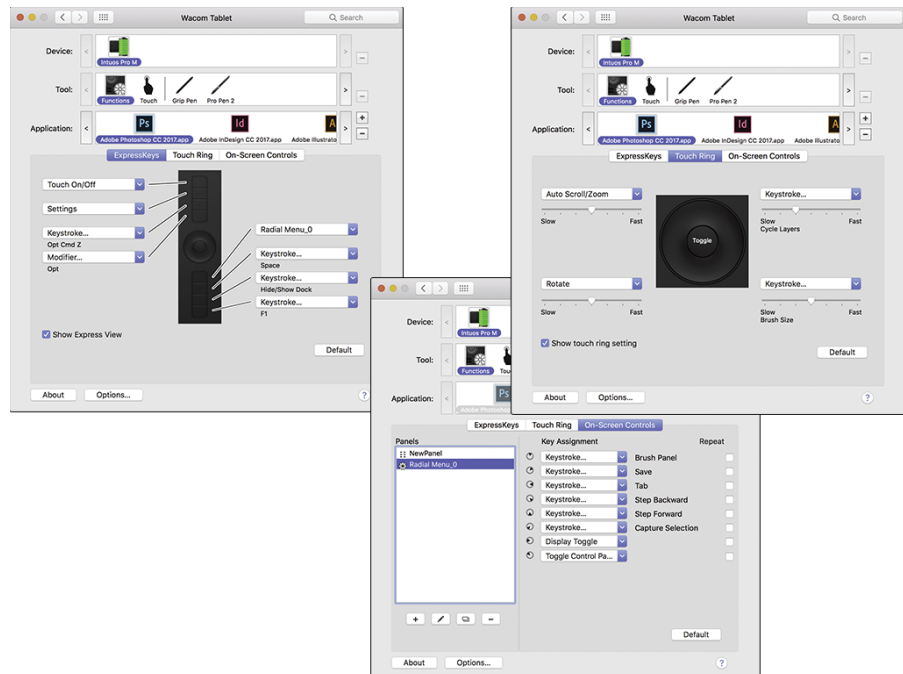 Wacom Tablet
Search
Device:
Intuos Pro M
Tool:
Functions Touch Grip Pen Pro Pen 2
Application:
Ps Id A
Adobe Photoshop CC 2017.app Adobe InDesign CC 2017.app Adobe Illustrato
ExpressKeys Touch Ring On-Screen Controls
Touch On/Off
Settings
Keystroke...
Opt Cmd Z
Modifier...
Opt
Radial Menu_0
Keystroke...
Space
Keystroke...
Hide/Show Dock
Keystroke...
F1
Show Express View
Default
About Options... ?
Wacom Tablet
Search
Device:
Intuos Pro M
Tool:
Functions Touch Grip Pen Pro Pen 2
Application:
Ps Id A
Adobe Photoshop CC 2017.app Adobe InDesign CC 2017.app Adobe Illustrato
ExpressKeys Touch Ring On-Screen Controls
Auto Scroll/Zoom
Slow Fast
Keystroke...
Slow Fast
Cycle Layers
Toggle
Rotate
Slow Fast
Keystroke...
Slow Fast
Brush Size
Show touch ring setting
Default
About Options... ?
Device:
Intuos Pro M
Tool:
Functions Tou
Application:
Ps
Adobe Photosho
ExpressKeys Touch Ring On-Screen Controls
Panels Key Assignment Repeat
NewPanel
Radial Menu_0
Keystroke... Brush Panel
Keystroke... Save
Keystroke... Tab
Keystroke... Step Backward
Keystroke... Step Forward
Keystroke... Capture Selection
Display Toggle
Toggle Control Pa...
Default
About Options... ?